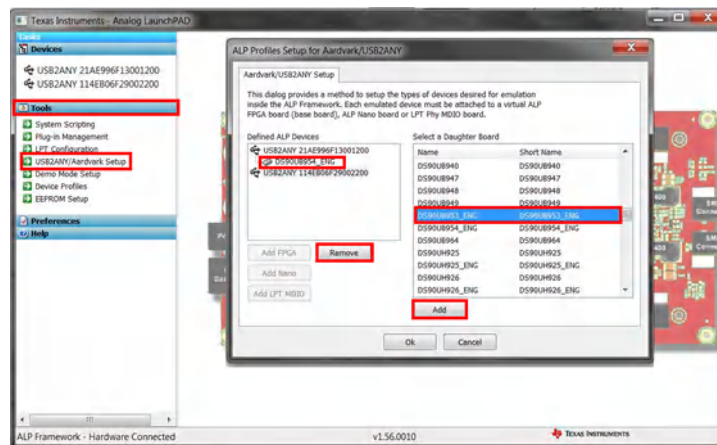 Texas Instruments - Analog LaunchPAD
Tasks
Devices
USB2ANY 21AE996F13001200
USB2ANY 114EB06F29002200
Tools
System Scripting
Plug-in Management
LPT Configuration
USB2ANY/Aardvark Setup
Demo Mode Setup
Device Profiles
EEPROM Setup
Preferences
Help
ALP Profiles Setup for Aardvark/USB2ANY
Aardvark/USB2ANY Setup
This dialog provides a method to setup the types of devices desired for emulation
inside the ALP Framework. Each emulated device must be attached to a virtual ALP
FPGA board (base board), ALP Nano board or LPT Phy MDIO board.
Defined ALP Devices
USB2ANY 21AE996F13001200
DS90UB954_ENG
USB2ANY 114EB06F29002200
Add FPGA
Remove
Add Nano
Add LPT MDIO
Select a Daughter Board
Name Short Name
DS90UB940 DS90UB940
DS90UB947 DS90UB947
DS90UB948 DS90UB948
DS90UB949 DS90UB949
DS90UB953_ENG DS90UB953_ENG
DS90UB954_ENG DS90UB954_ENG
DS90UB964 DS90UB964
DS90UH925 DS90UH925
DS90UH925_ENG DS90UH925_ENG
DS90UH926 DS90UH926
DS90UH926_ENG DS90UH926_ENG
Add
Ok Cancel
ALP Framework - Hardware Connected
v1.56.0010
TEXAS INSTRUMENTS